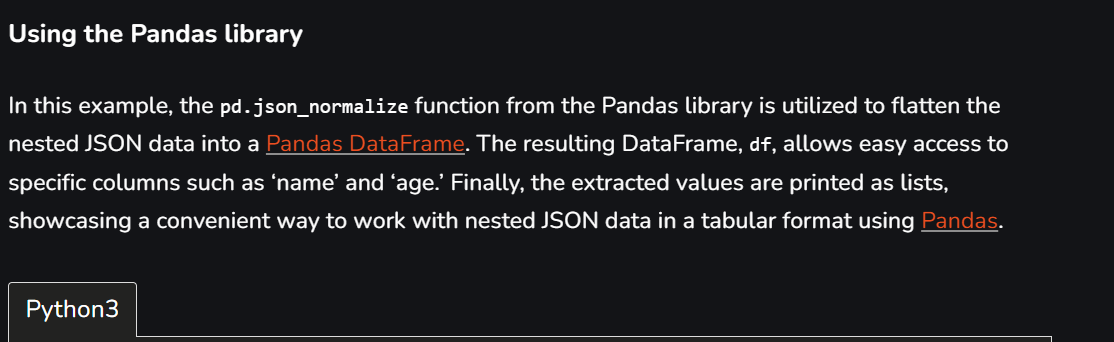 Using the Pandas library
In this example, the pd.json_normalize function from the Pandas library is utilized to flatten the
nested JSON data into a Pandas DataFrame. The resulting DataFrame, df, allows easy access to
specific columns such as ‘name’ and ‘age.’ Finally, the extracted values are printed as lists,
showcasing a convenient way to work with nested JSON data in a tabular format using Pandas.
Python3